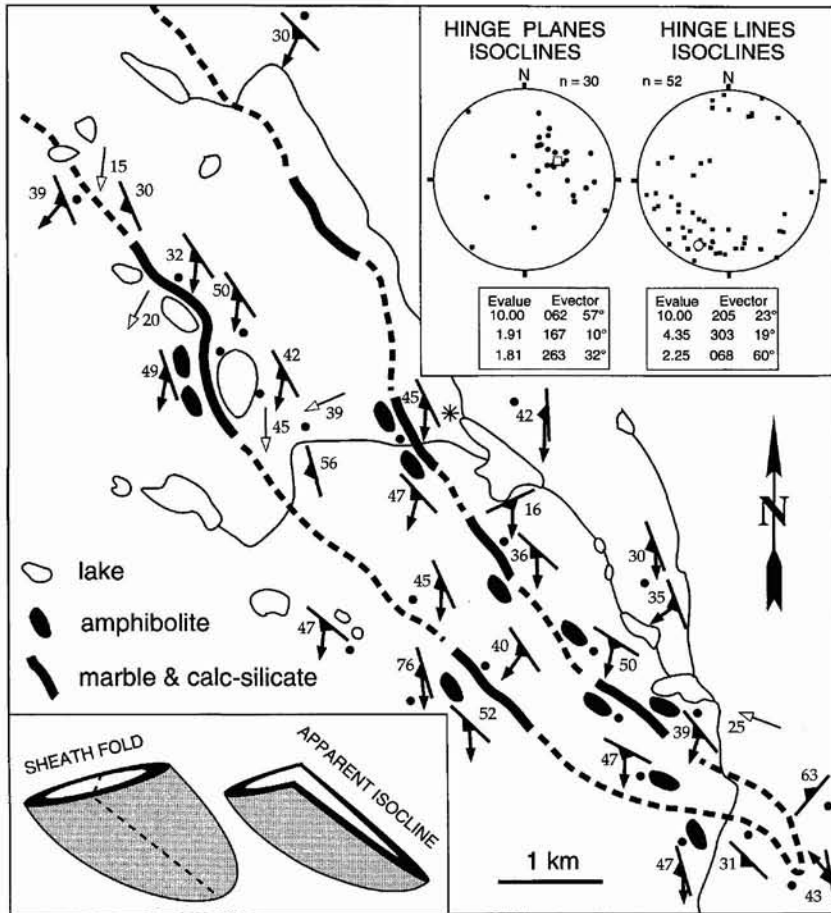 HINGE PLANES
ISOCLINES
HINGE LINES
ISOCLINES
N
n = 30
n = 52
N
Evalue Evector
10.00 062 57°
1.91 167 10°
1.81 263 32°
Evalue Evector
10.00 205 23°
4.35 303 19°
2.25 068 60°
30
15
39
30
32
50
20
49
42
45
39
45
42
56
47
16
36
45
30
35
47
40
50
76
52
25
39
47
63
47
31
43
N
lake
amphibolite
marble & calc-silicate
SHEATH FOLD
APPARENT ISOCLINE
1 km